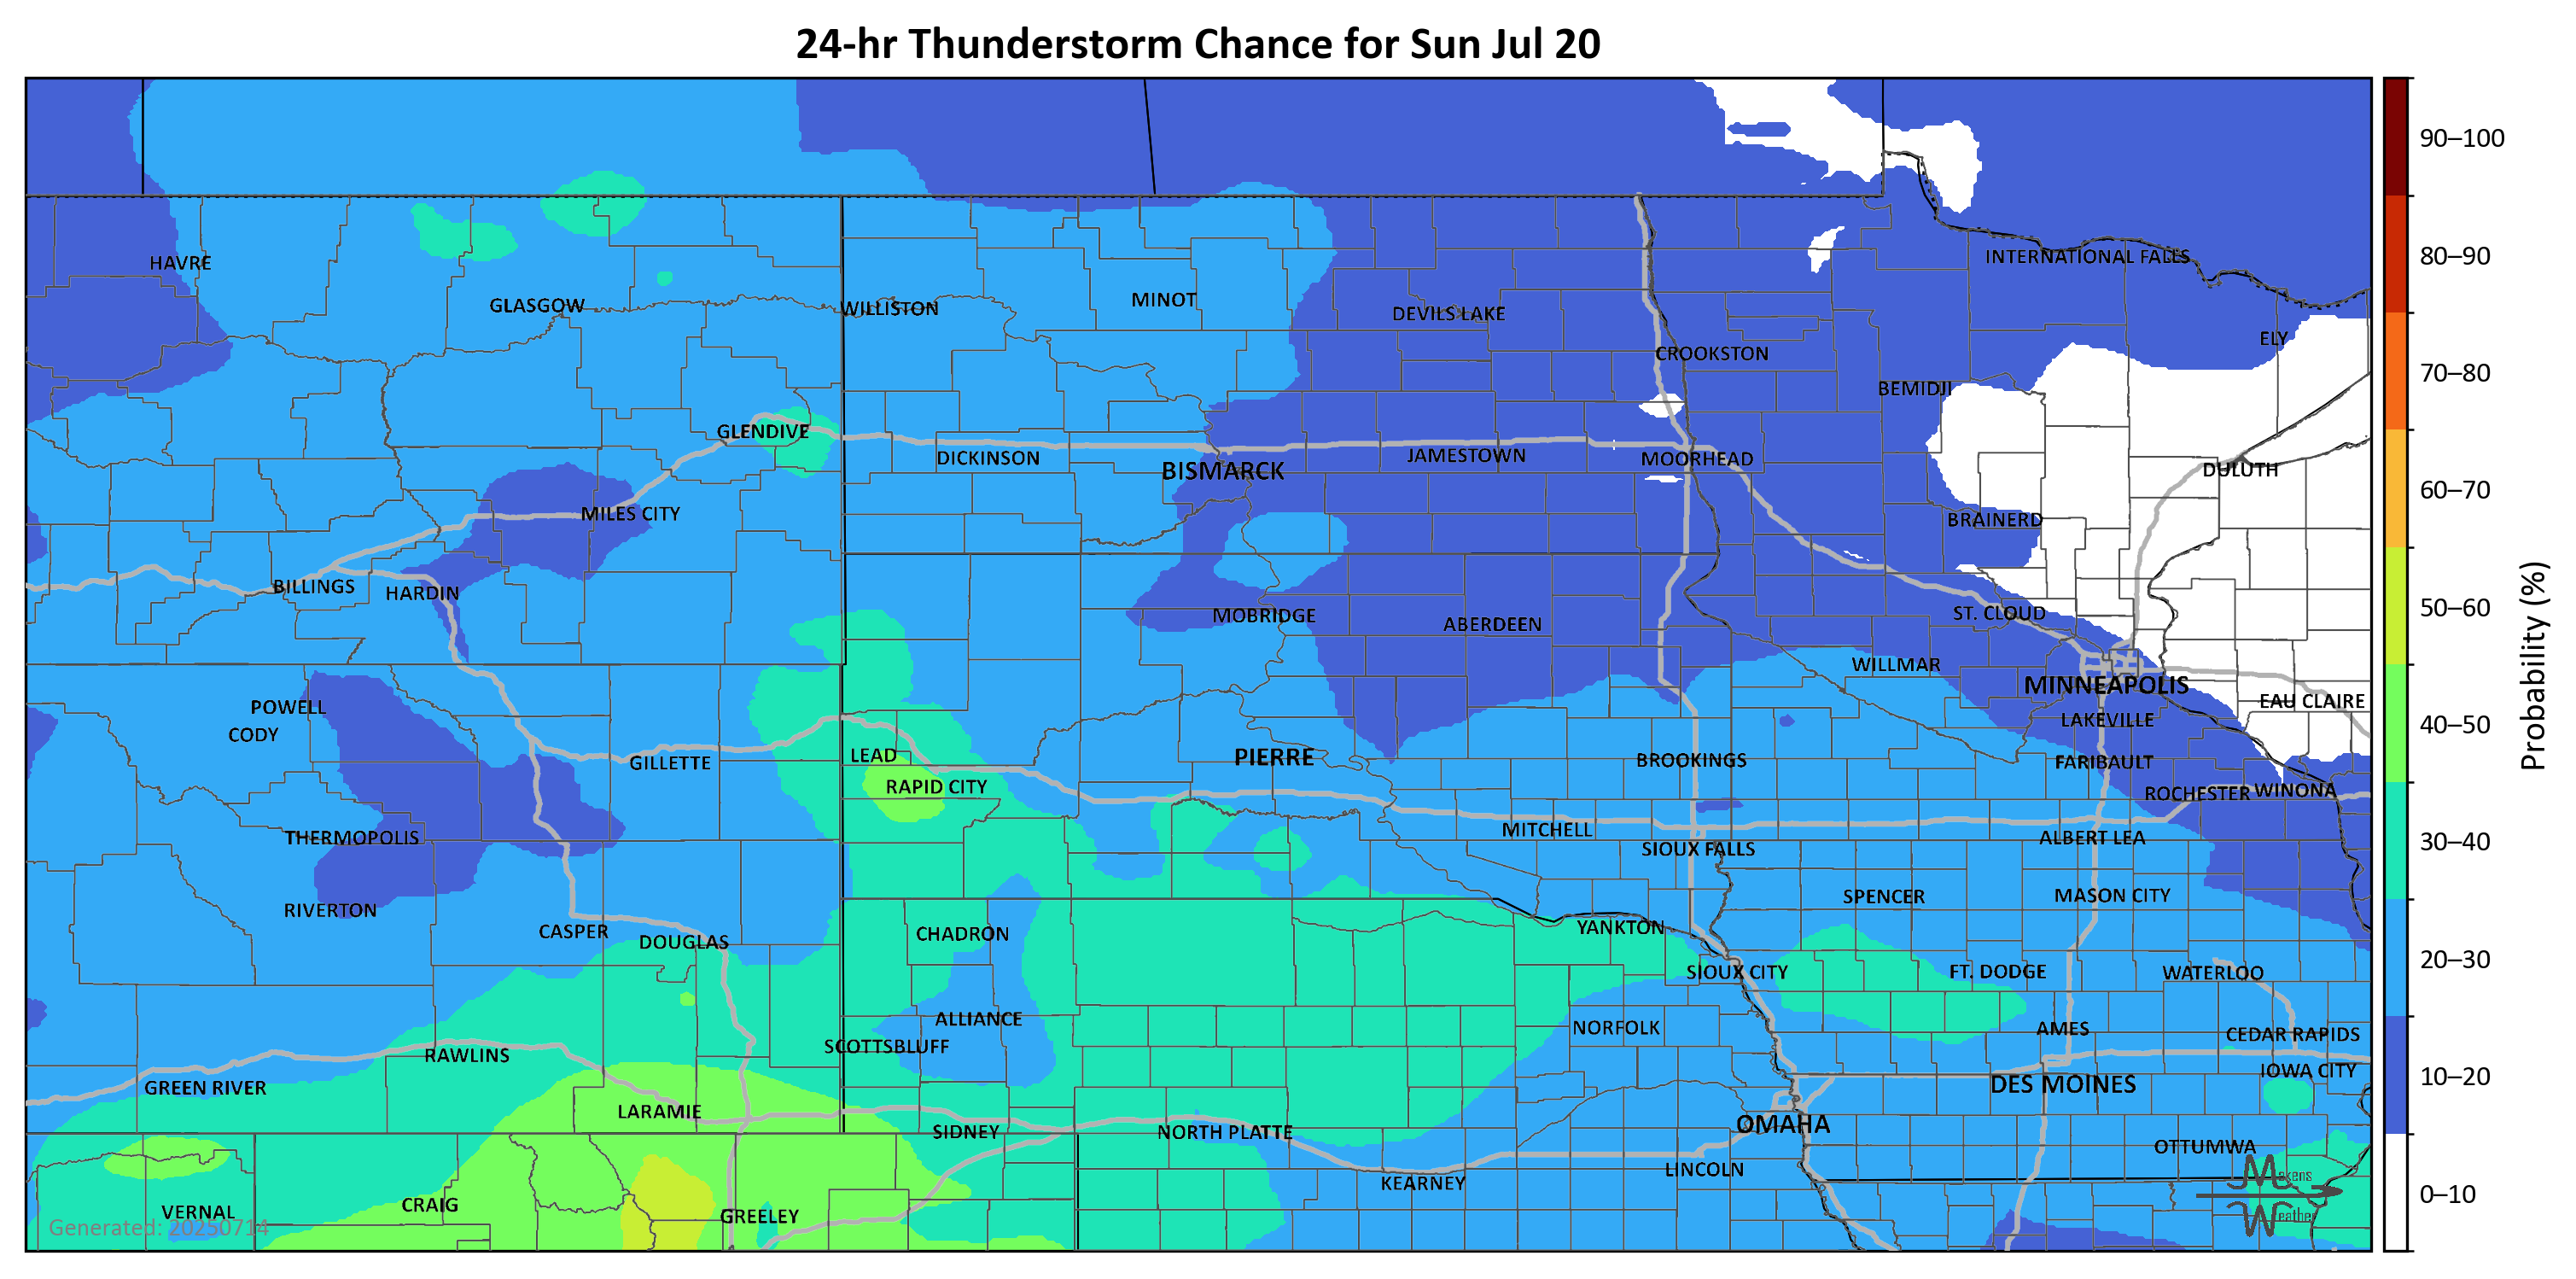 24-hr Thunderstorm Chance for Sun Jul 20
90–100
INTERNATIONAL FALLS
80–90
HAVRE
MINOT
GLASGOW
WILLISTON
DEVILS LAKE
ELY
CROOKSTON
70–80
BEMIDJI
GLENDIVE
DICKINSON
JAMESTOWN
MOORHEAD
BISMARCK
DULUTH
60–70
MILES CITY
BRAINERD
BILLINGS
HARDIN
50–60
MOBRIDGE
ABERDEEN
ST. CLOUD
Probability (%)
WILLMAR
MINNEAPOLIS
EAU CLAIRE
POWELL
LAKEVILLE
40–50
CODY
LEAD
PIERRE
BROOKINGS
GILLETTE
FARIBAULT
RAPID CITY
ROCHESTER
WINONA
MITCHELL
THERMOPOLIS
ALBERT LEA
30–40
SIOUX FALLS
SPENCER
MASON CITY
RIVERTON
YANKTON
CASPER
CHADRON
DOUGLAS
20–30
SIOUX CITY
FT. DODGE
WATERLOO
ALLIANCE
NORFOLK
AMES
CEDAR RAPIDS
SCOTTSBLUFF
RAWLINS
IOWA CITY
10–20
GREEN RIVER
DES MOINES
LARAMIE
OMAHA
SIDNEY
NORTH PLATTE
OTTUMWA
LINCOLN
Makens
KEARNEY
0–10
CRAIG
VERNAL
GREELEY
Weather
Generated: 20250714